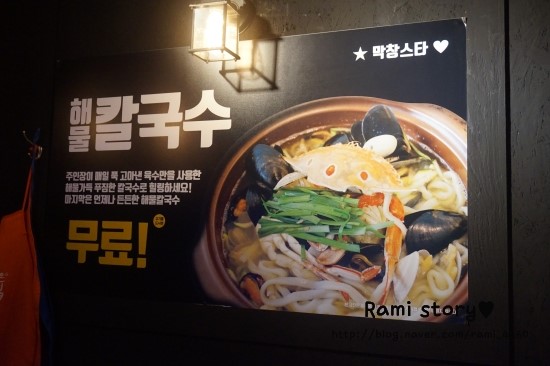 ★ 막창스타 ♥
해물 칼국수
주인장이 매일 푹 고아낸 육수만을 사용한
해물가득 푸짐한 칼국수로 힐링하세요!
마지막은 언제나 든든한 해물칼국수
무료!
Rami story♥